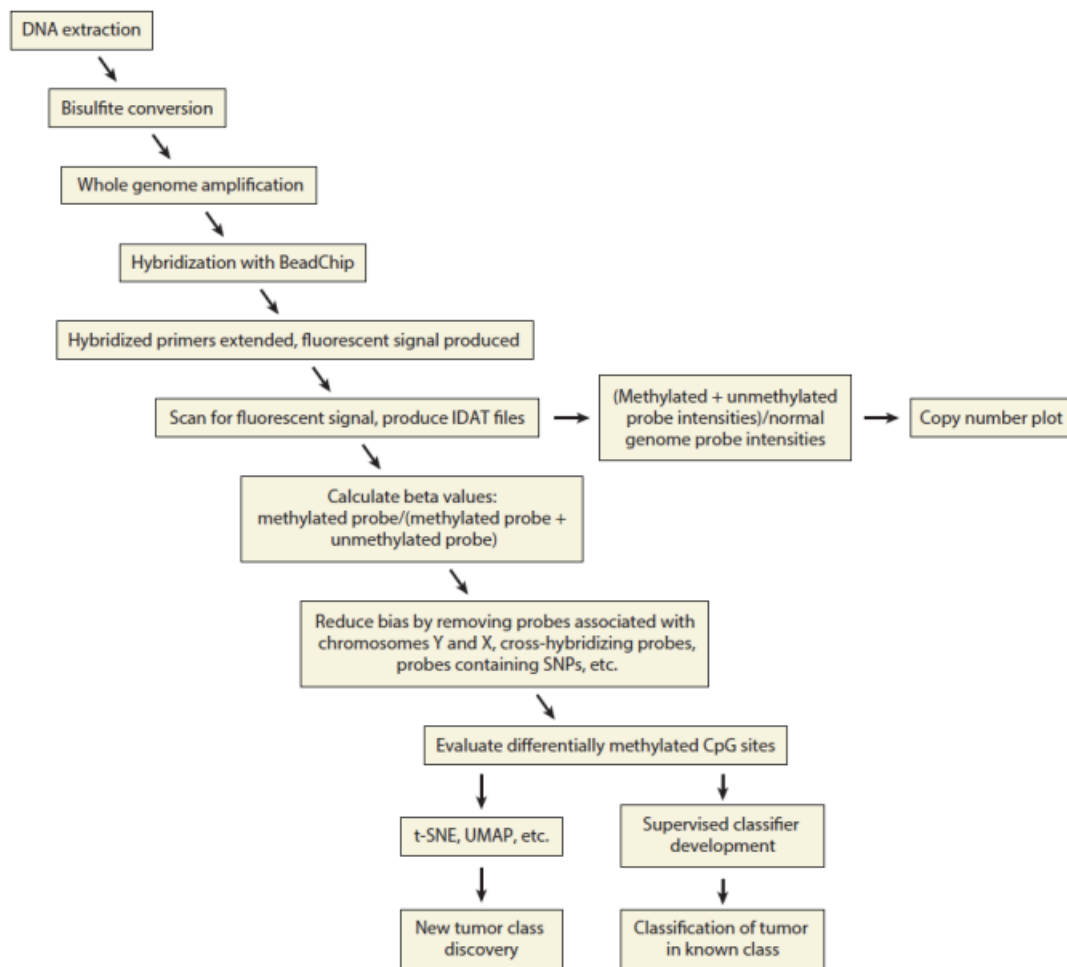 DNA extraction
Bisulfite conversion
Whole genome amplification
Hybridization with BeadChip
Hybridized primers extended, fluorescent signal produced
Scan for fluorescent signal, produce IDAT files
(Methylated + unmethylated
probe intensities)/normal
genome probe intensities
Copy number plot
Calculate beta values:
methylated probe/(methylated probe +
unmethylated probe)
Reduce bias by removing probes associated with
chromosomes Y and X, cross-hybridizing probes,
probes containing SNPs, etc.
Evaluate differentially methylated CpG sites
t-SNE, UMAP, etc.
Supervised classifier
development
New tumor class
discovery
Classification of tumor
in known class